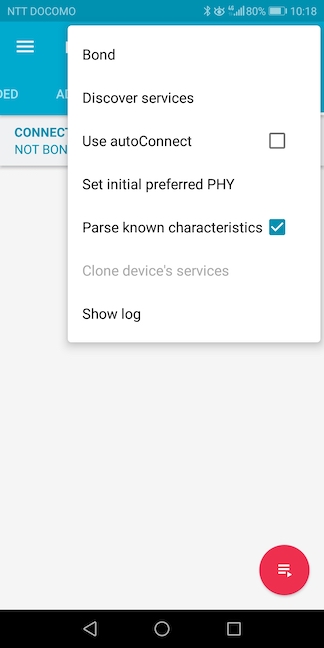 NTT DOCOMO 80% 10:18
Bond
DED
Discover services
Use autoConnect
CONNECT
NOT BON
Set initial preferred PHY
Parse known characteristics
Clone device's services
Show log